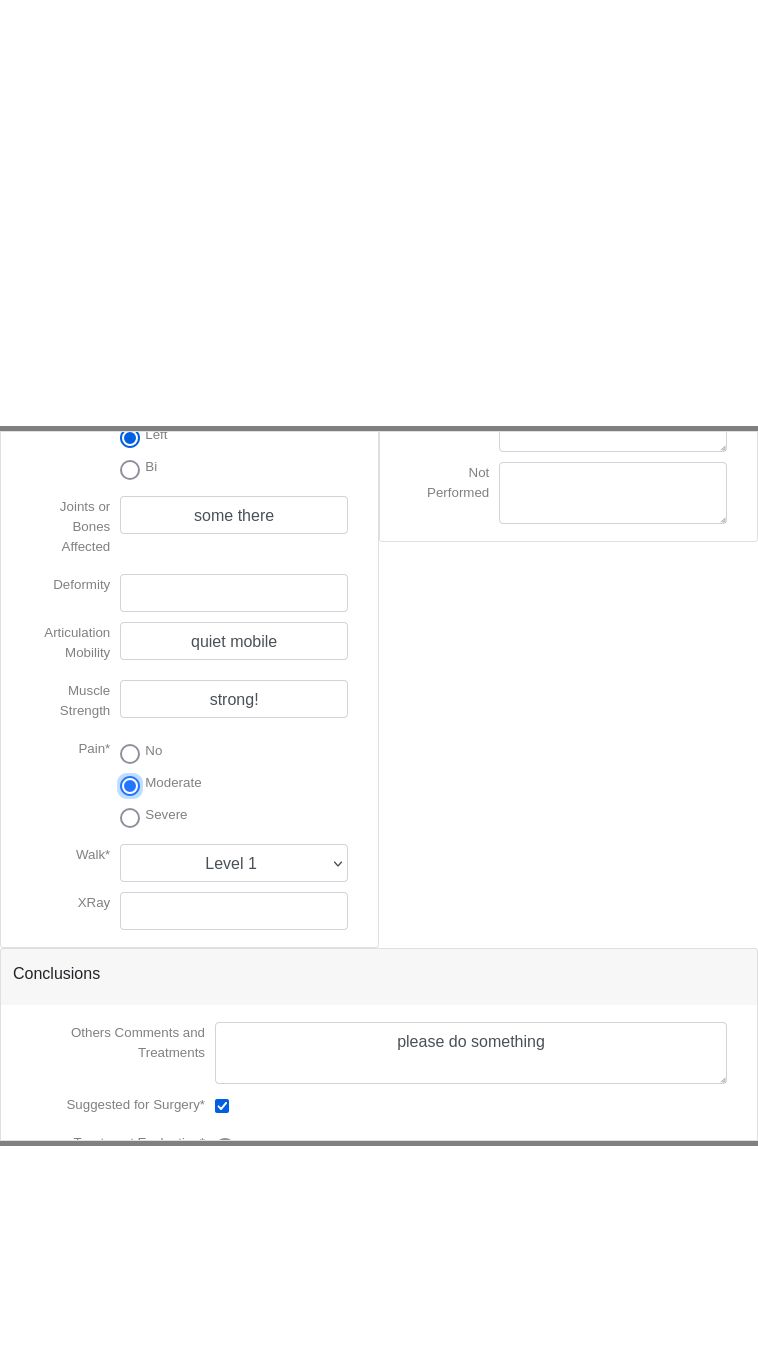 Left
Bi
Joints or
Bones
Affected
some there
Deformity
Articulation
Mobility
quiet mobile
Muscle
Strength
strong!
Pain*
No
Moderate
Severe
Walk*
Level 1
XRay
Not
Performed
Conclusions
Others Comments and
Treatments
please do something
Suggested for Surgery*